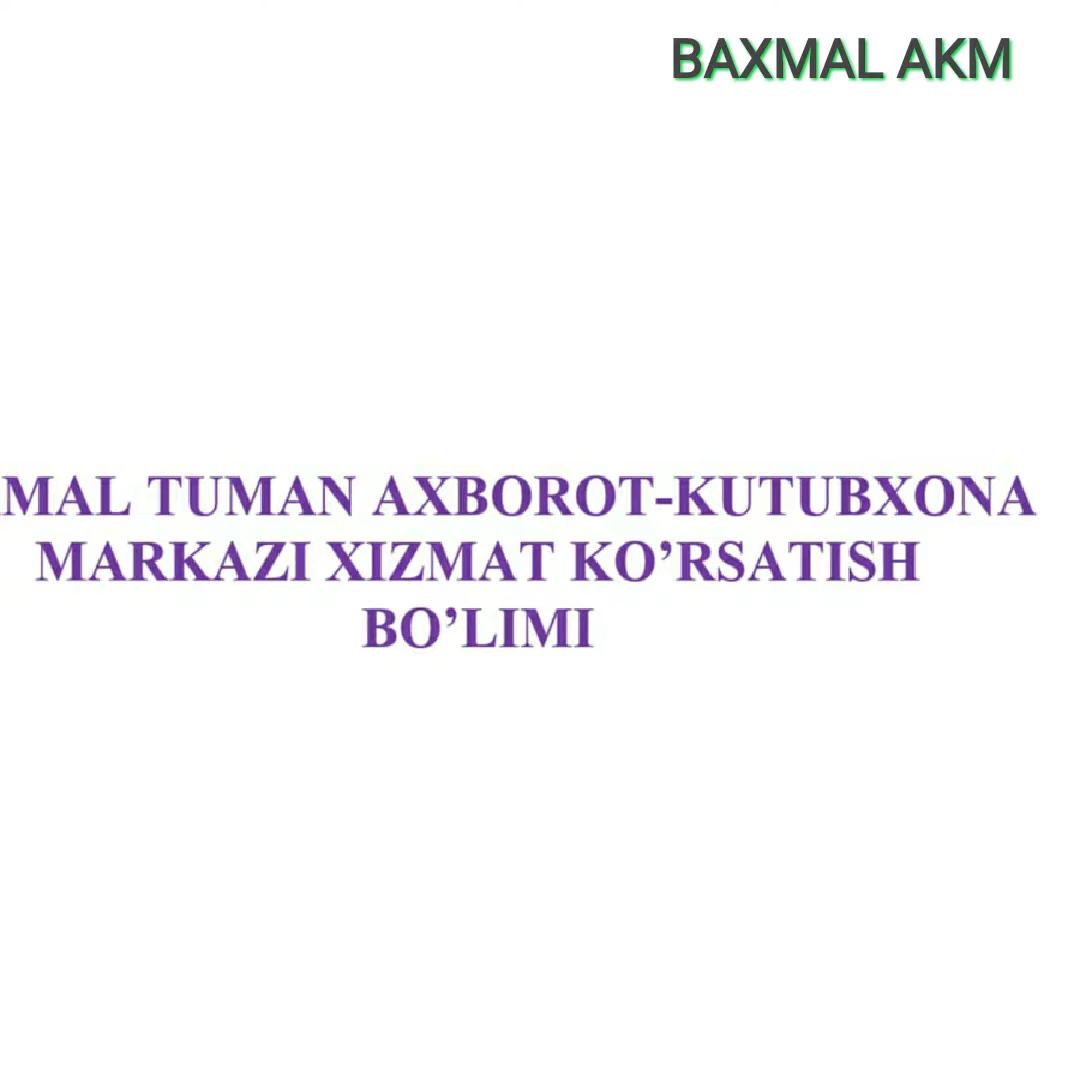 BAXMAL AKM
MAL TUMAN AXBOROT-KUTUBXONA
MARKAZI XIZMAT KO’RSATISH
BO’LIMI